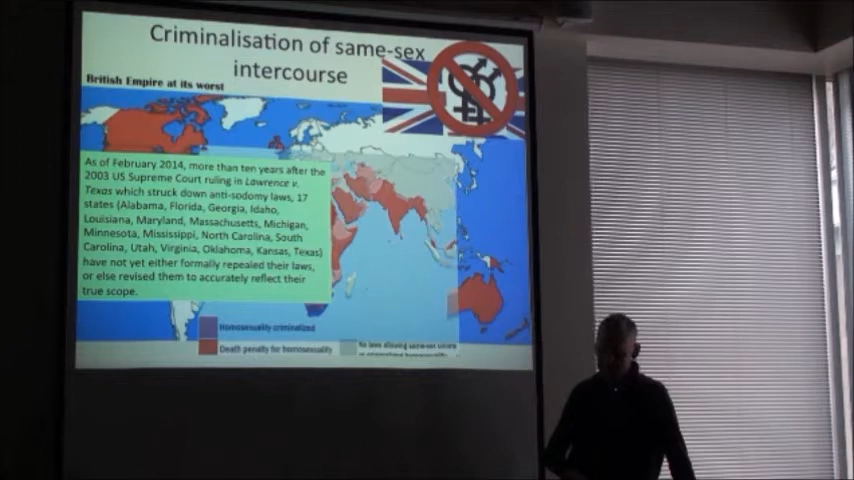 Criminalisation of same-sex
intercourse
British Empire at its worst
As of February 2014, more than ten years after the
2003 US Supreme Court ruling in Lawrence v.
Texas which struck down anti-sodomy laws, 17
states (Alabama, Florida, Georgia, Idaho,
Louisiana, Maryland, Massachusetts, Michigan,
Minnesota, Mississippi, North Carolina, South
Carolina, Utah, Virginia, Oklahoma, Kansas, Texas)
have not yet either formally repealed their laws,
or else revised them to accurately reflect their
true scope.
Homosexuality criminalized
Death penalty for homosexuality
No laws allowing same-sex unions